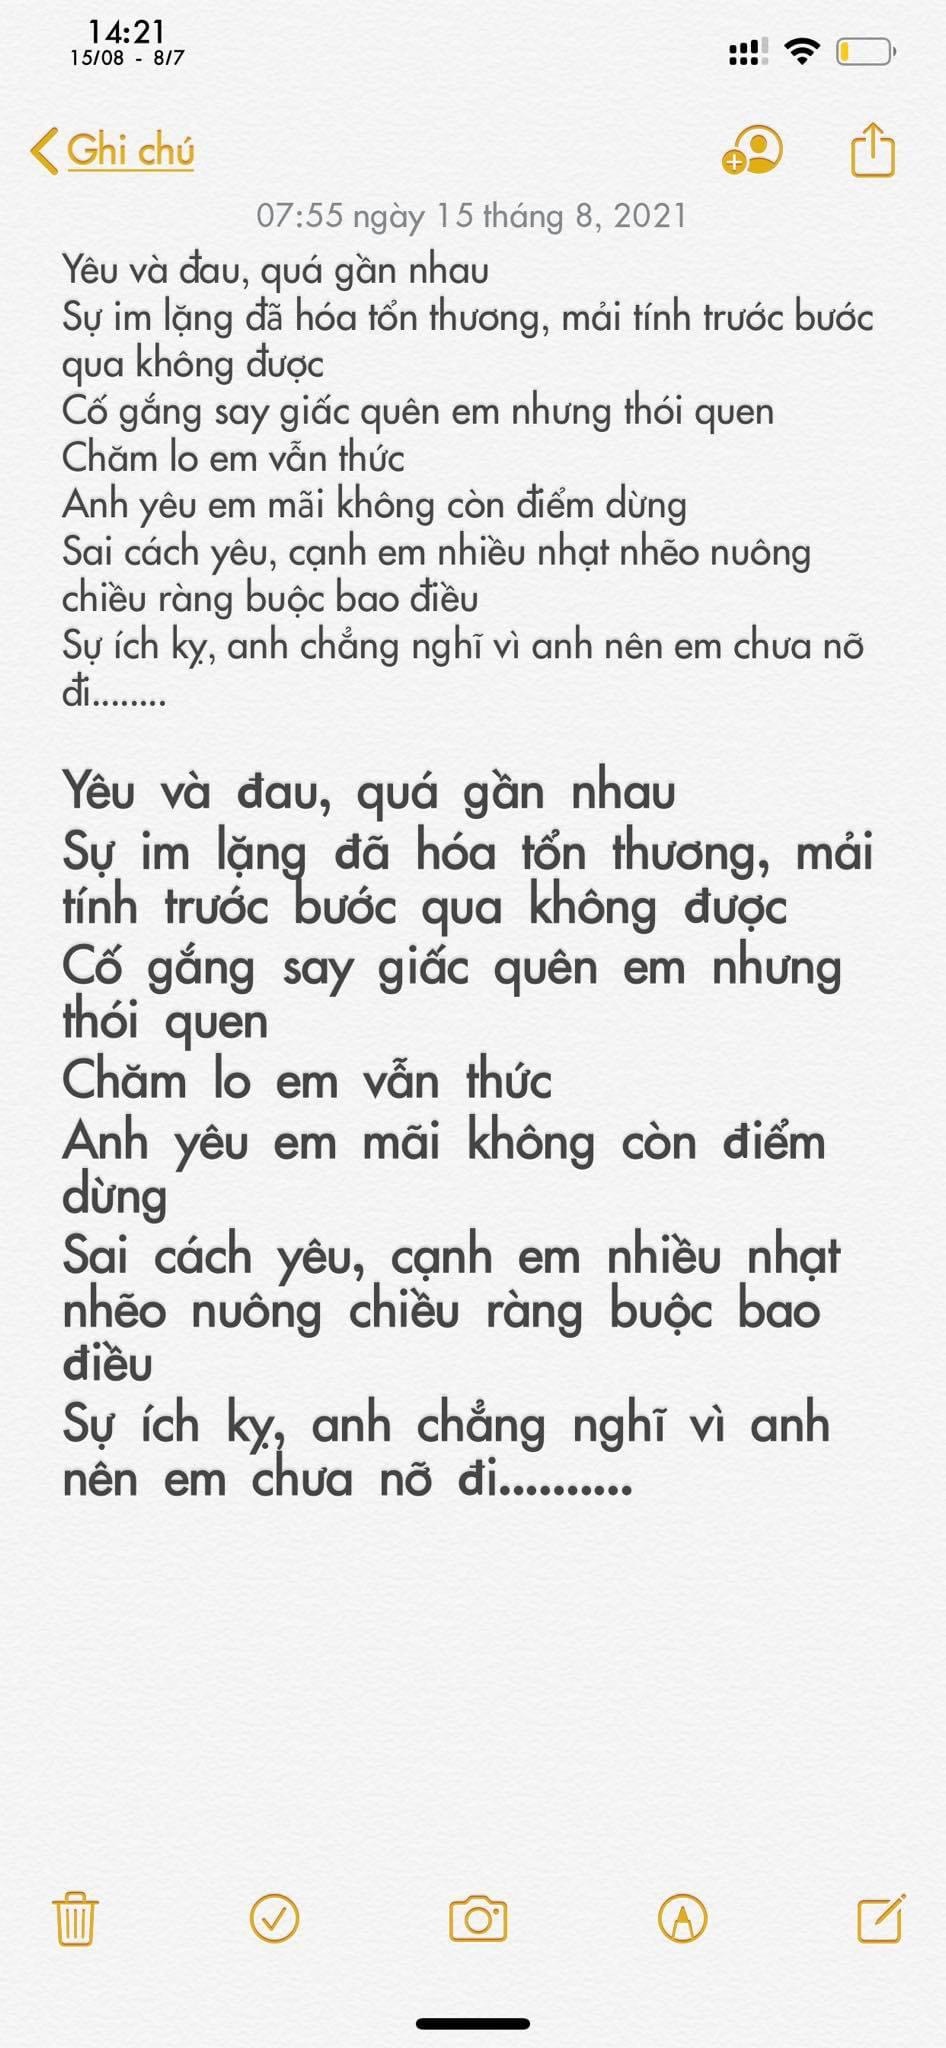 14:21
15/08 - 8/7
Ghi chú
07:55 ngày 15 tháng 8, 2021
Yêu và đau, quá gần nhau
Sự im lặng đã hóa tổn thương, mải tính trước bước
qua không được
Cố gắng say giấc quên em nhưng thói quen
Chăm lo em vẫn thức
Anh yêu em mãi không còn điểm dừng
Sai cách yêu, cạnh em nhiều nhạt nhẽo nuông
chiều ràng buộc bao điều
Sự ích kỵ, anh chẳng nghĩ vì anh nên em chưa nỡ
đi........
Yêu và đau, quá gần nhau
Sự im lặng đã hóa tổn thương, mải
tính trước bước qua không được
Cố gắng say giấc quên em nhưng
thói quen
Chăm lo em vẫn thức
Anh yêu em mãi không còn điểm
dừng
Sai cách yêu, cạnh em nhiều nhạt
nhẽo nuông chiều ràng buộc bao
điều
Sự ích kỵ, anh chẳng nghĩ vì anh
nên em chưa nỡ đi..........